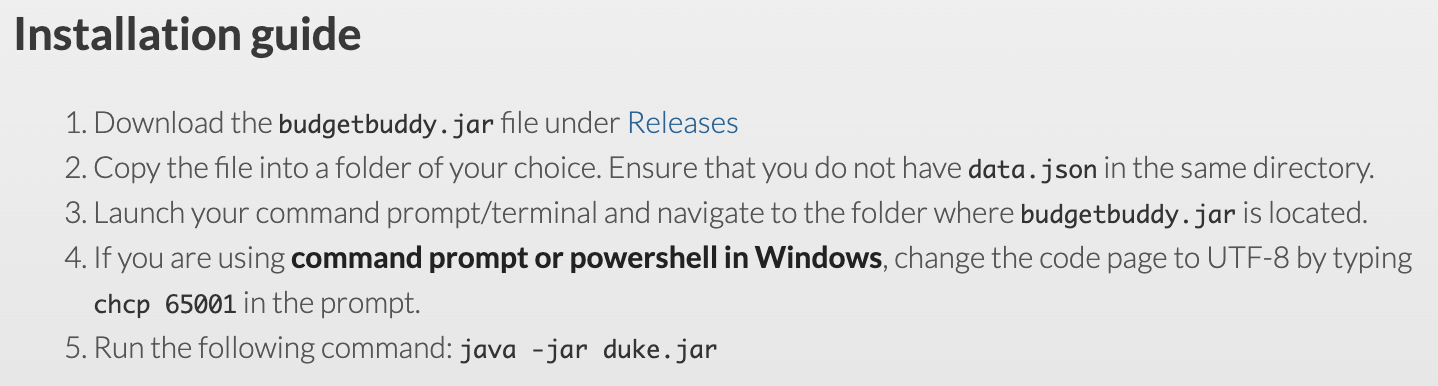 Installation guide
1. Download the budgetbuddy.jar file under Releases
2. Copy the file into a folder of your choice. Ensure that you do not have data.json in the same directory.
3. Launch your command prompt/terminal and navigate to the folder where budgetbuddy.jar is located.
4. If you are using command prompt or powershell in Windows, change the code page to UTF-8 by typing
chcp 65001 in the prompt.
5. Run the following command: java -jar duke.jar